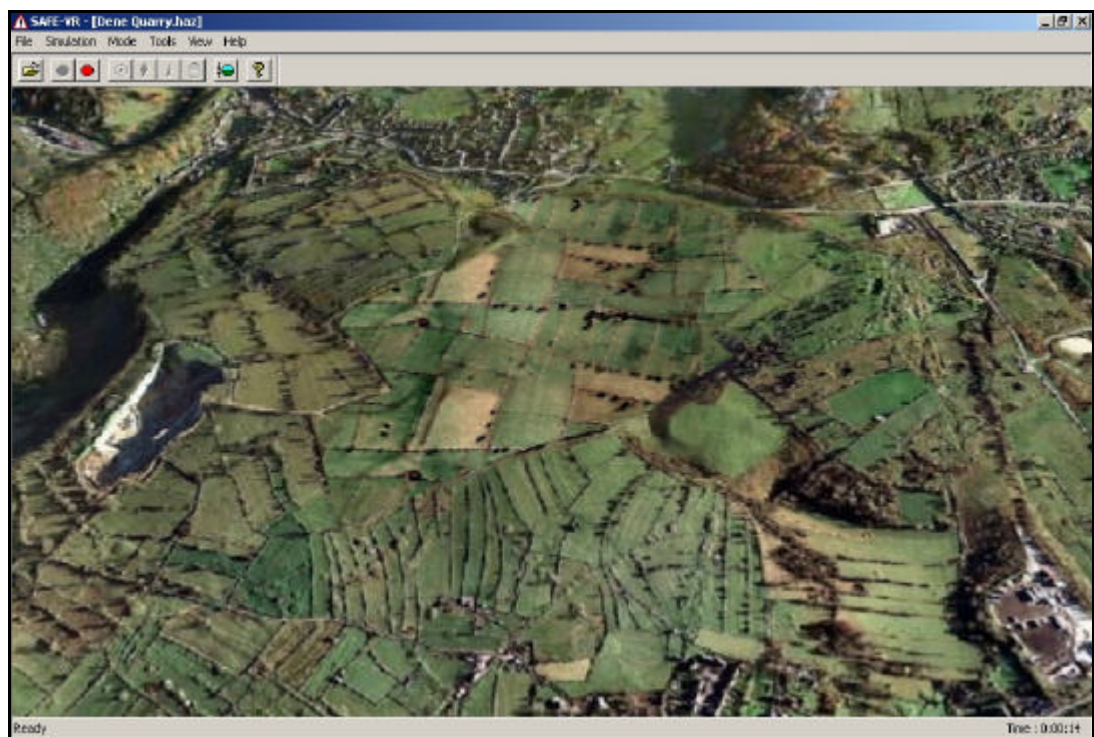 SAFE-VR - [Dene Quarry.haz]
File Simulation Mode Tools View Help
Ready
Time : 0:00:14